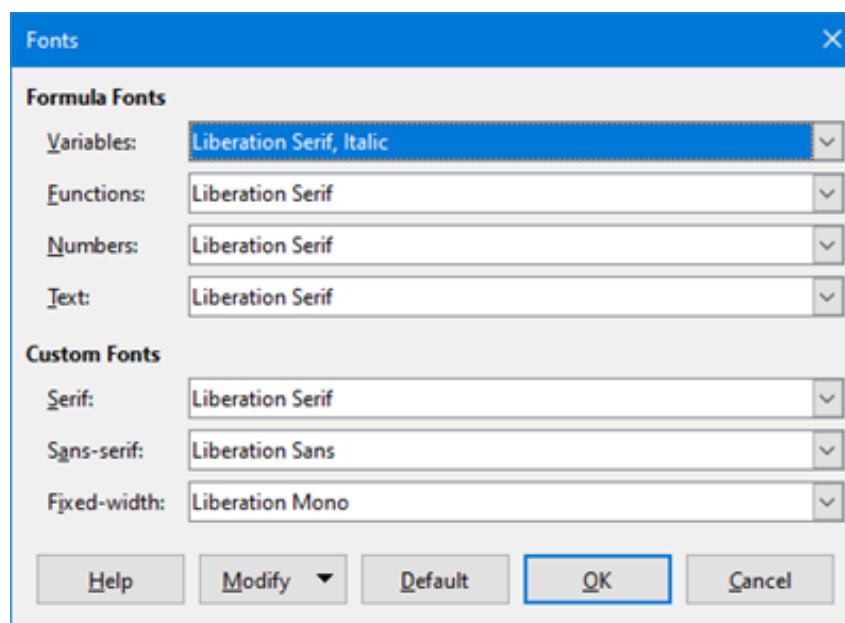 Fonts
Formula Fonts
Variables: Liberation Serif, Italic
Functions: Liberation Serif
Numbers: Liberation Serif
Text: Liberation Serif
Custom Fonts
Serif: Liberation Serif
Sans-serif: Liberation Sans
Fixed-width: Liberation Mono
Help Modify Default OK Cancel